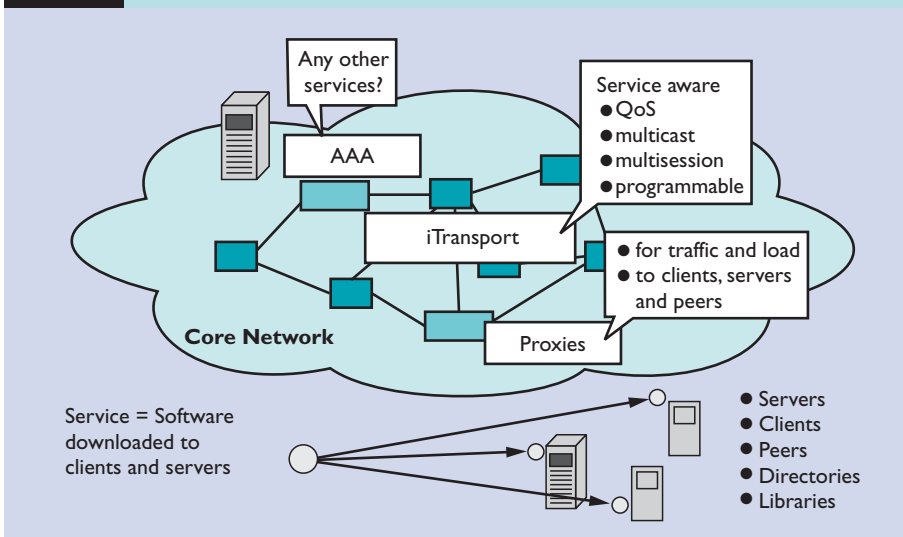 Any other
services?
Service aware
● QoS
● multicast
● multisession
● programmable
AAA
iTransport
● for traffic and load
● to clients, servers
and peers
Core Network
Proxies
Service = Software
downloaded to
clients and servers
● Servers
● Clients
● Peers
● Directories
● Libraries